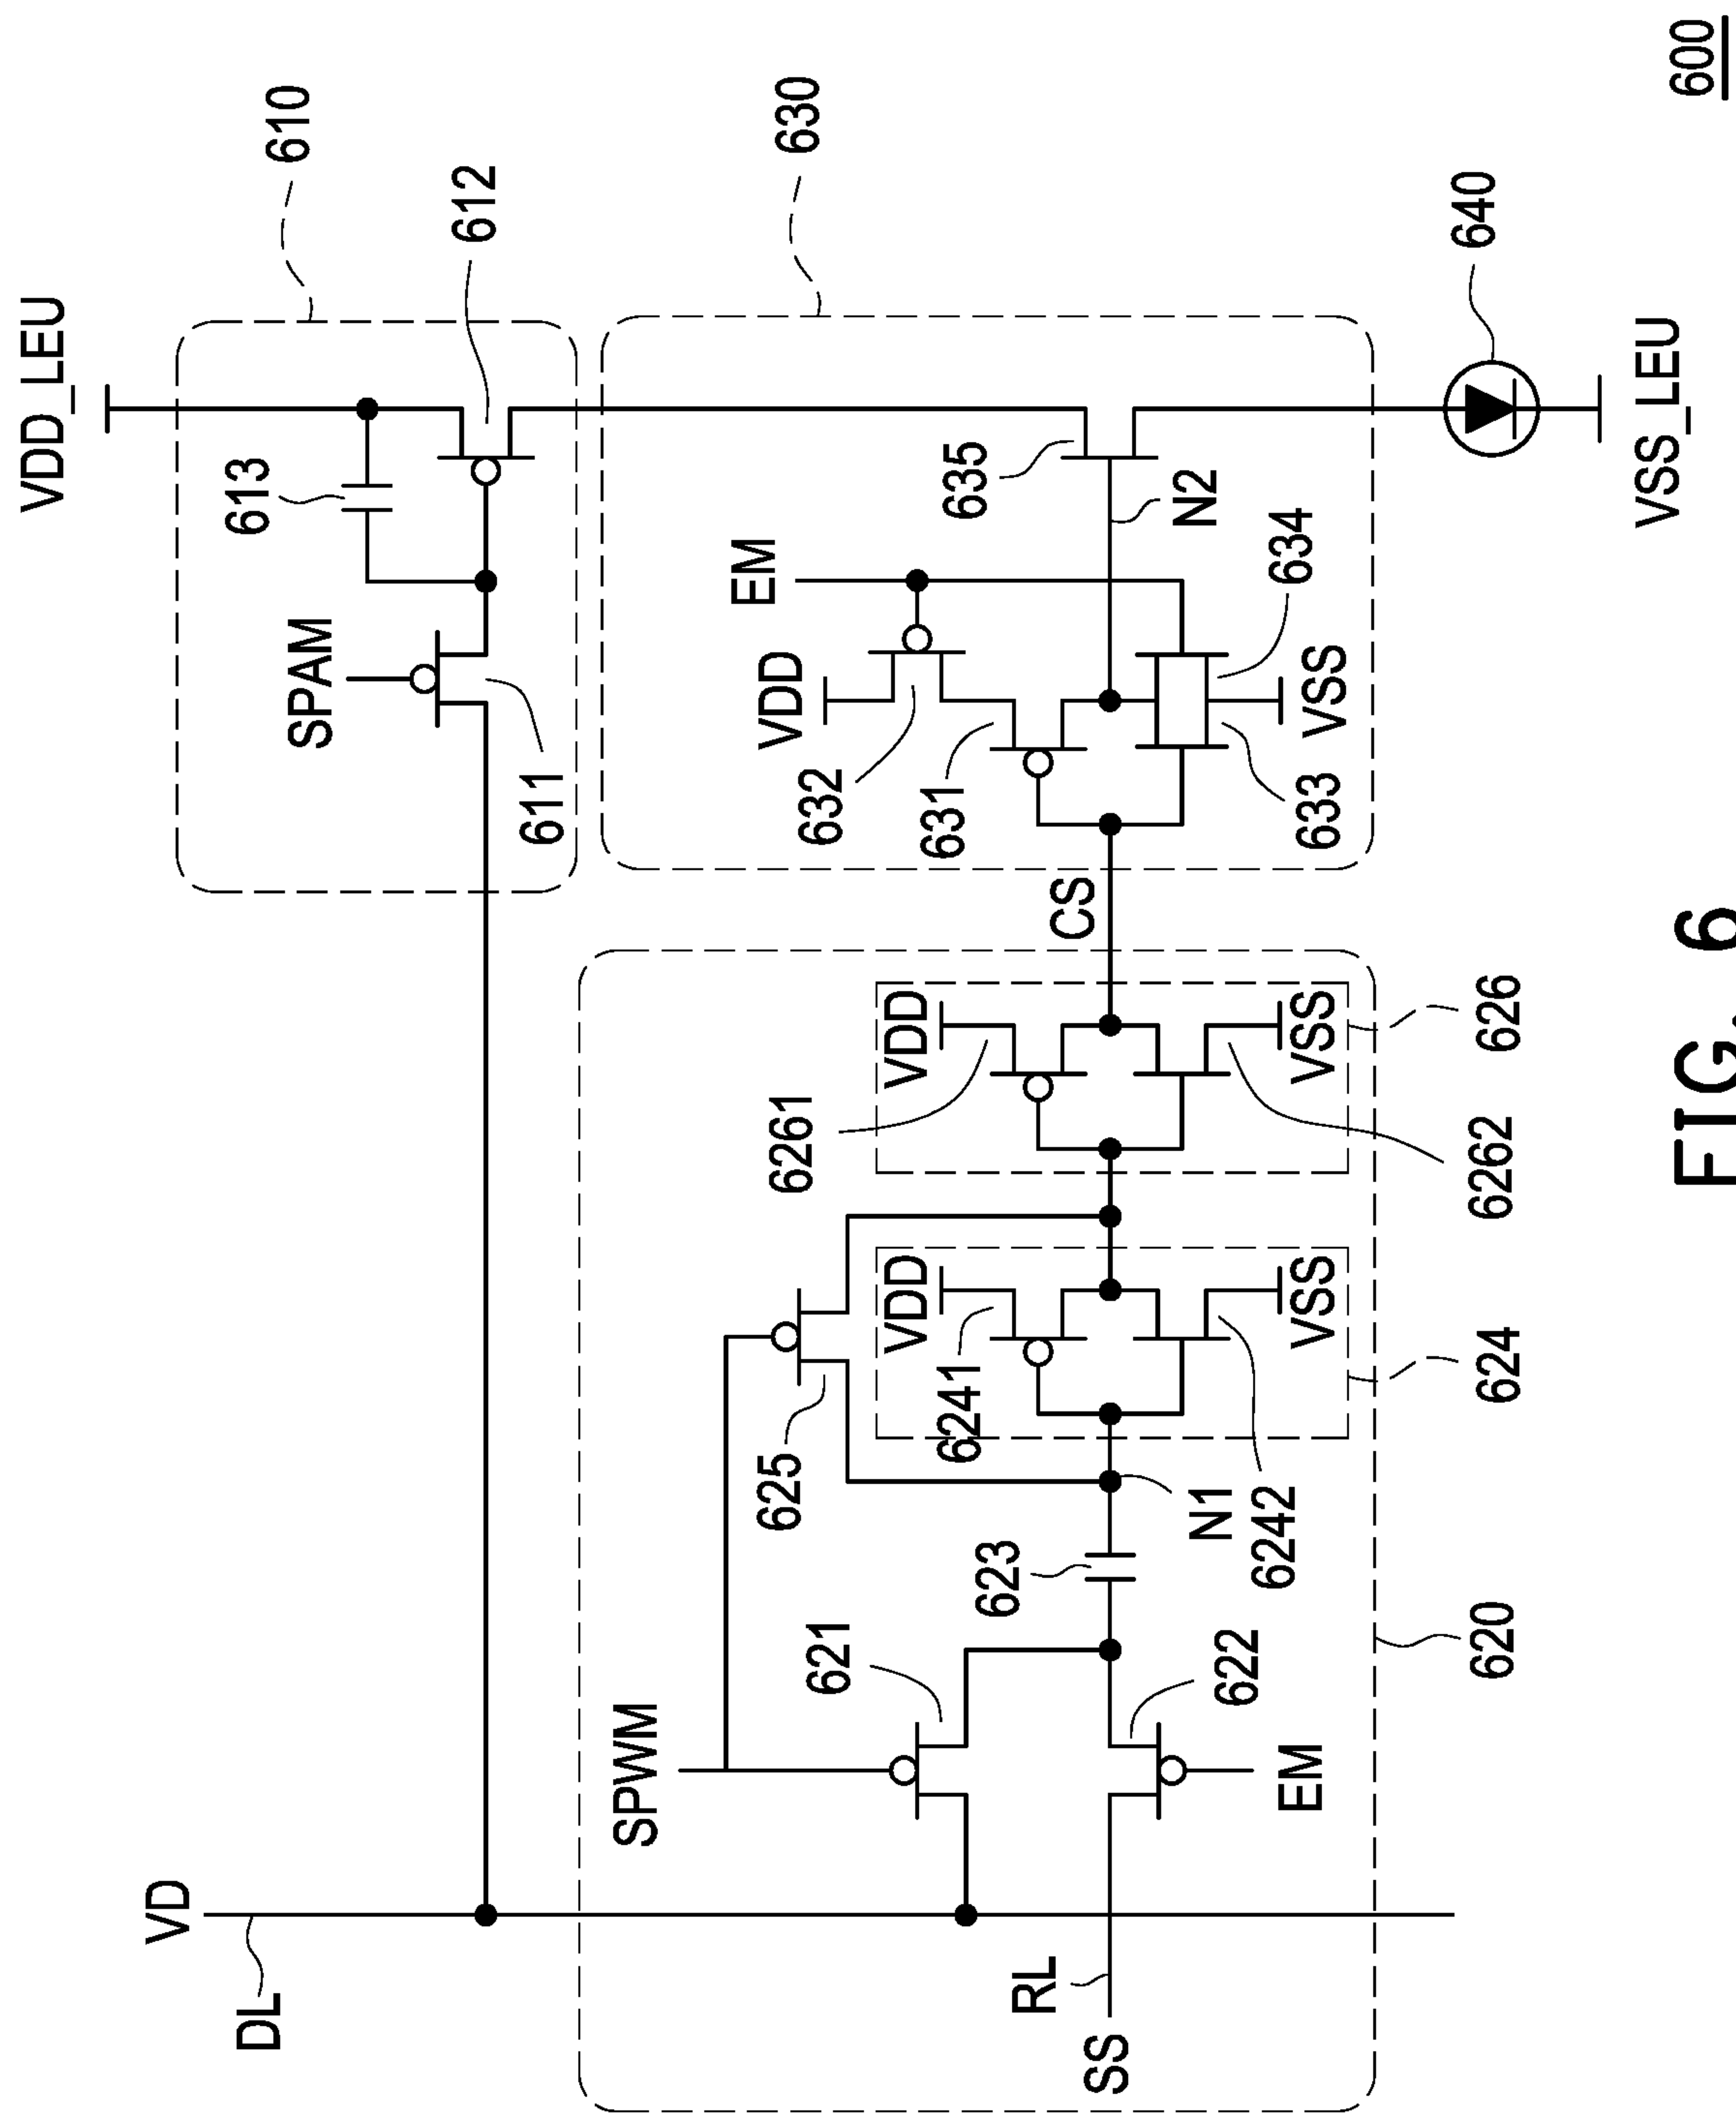 VDD_LEU
610
612
613
SPAM
611
VD
DL
630
635
N2
EM
VDD
632
631
634
633
VSS
CS
640
VSS_LEU
SPWM
621
622
EM
RL
SS
623
N1
625
VDD
6241
6242
VSS
624
VDD
6261
6262
VSS
626
620
600
FIG. 6